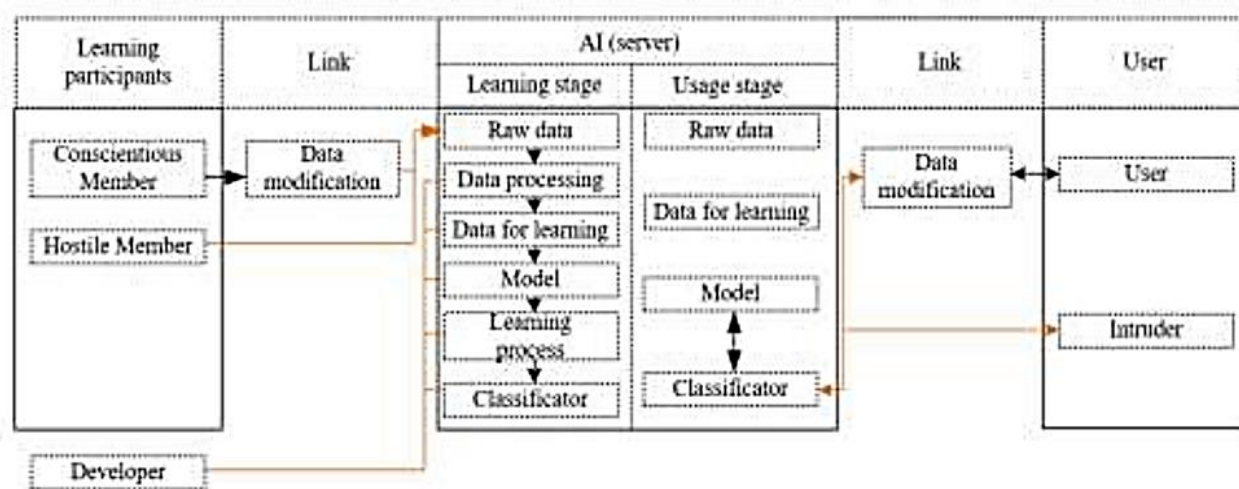 Learning
participants
Link
AI (server)
Learning stage
Usage stage
Link
User
Conscientious
Member
Hostile Member
Developer
Data
modification
Raw data
Data processing
Data for learning
Model
Learning
process
Classificator
Raw data
Data for learning
Model
Classificator
Data
modification
User
Intruder